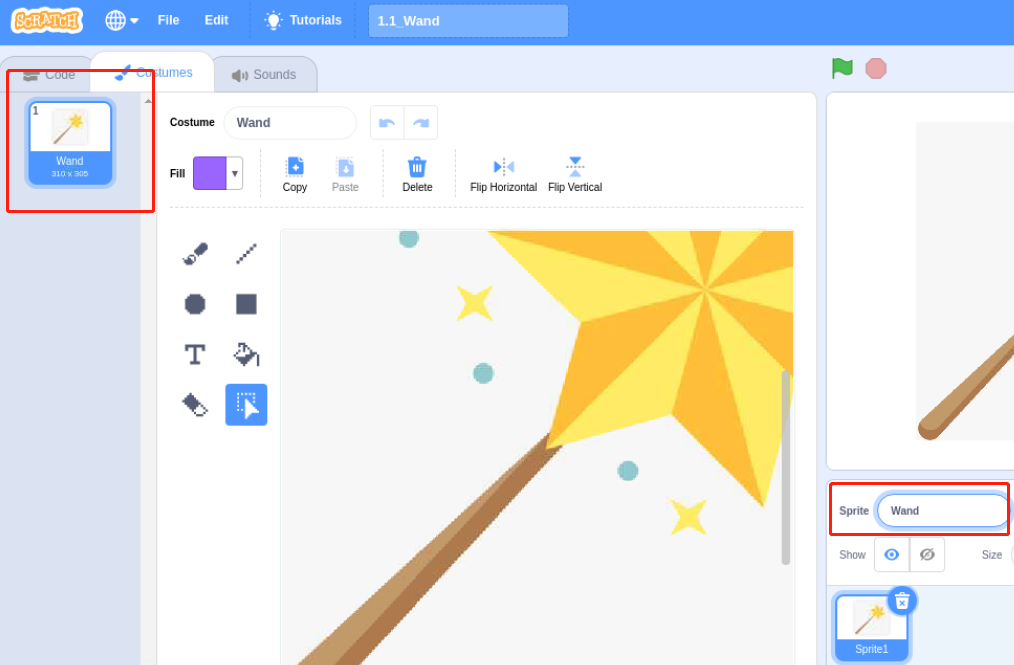 SCRATCH
File
Edit
Tutorials
1.1_Wand
Code
Costumes
Sounds
1
Wand
310 x 305
Costume
Wand
Fill
Copy
Paste
Delete
Flip Horizontal
Flip Vertical
T
Sprite
Wand
Show
Size
Sprite1